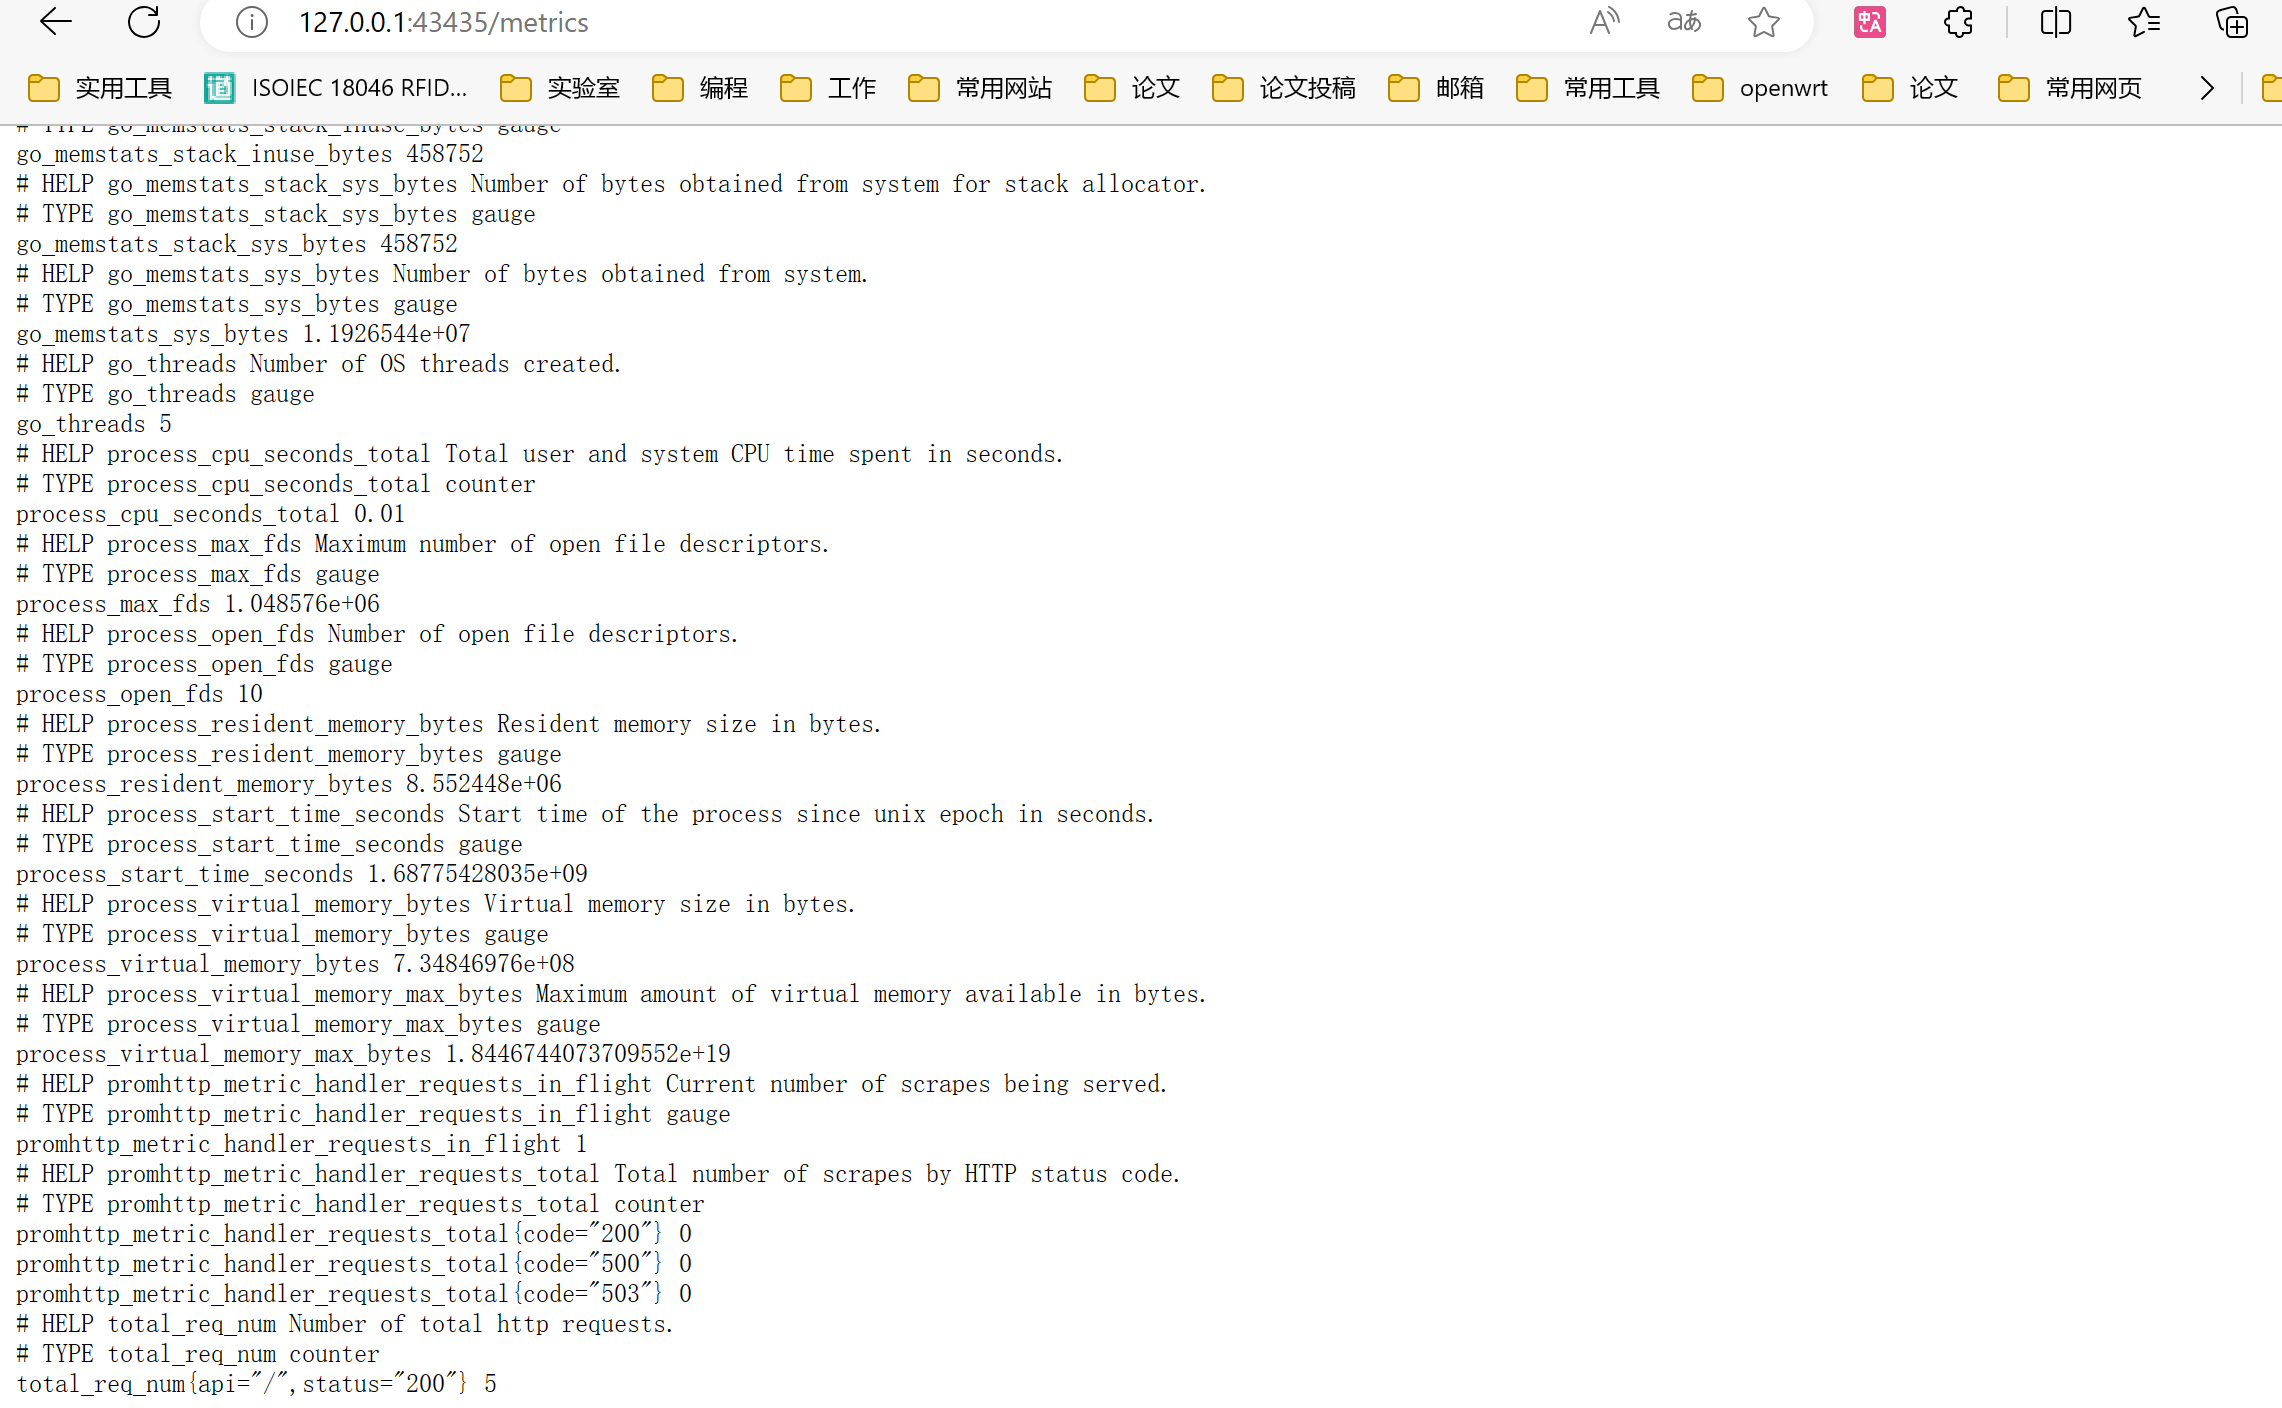 127.0.0.1:43435/metrics
实用工具 ISOIEC 18046 RFID... 实验室 编程 工作 常用网站 论文 论文投稿 邮箱 常用工具 openwrt 论文 常用网页
# TYPE go_memstats_stack_inuse_bytes gauge
go_memstats_stack_inuse_bytes 458752
# HELP go_memstats_stack_sys_bytes Number of bytes obtained from system for stack allocator.
# TYPE go_memstats_stack_sys_bytes gauge
go_memstats_stack_sys_bytes 458752
# HELP go_memstats_sys_bytes Number of bytes obtained from system.
# TYPE go_memstats_sys_bytes gauge
go_memstats_sys_bytes 1.1926544e+07
# HELP go_threads Number of OS threads created.
# TYPE go_threads gauge
go_threads 5
# HELP process_cpu_seconds_total Total user and system CPU time spent in seconds.
# TYPE process_cpu_seconds_total counter
process_cpu_seconds_total 0.01
# HELP process_max_fds Maximum number of open file descriptors.
# TYPE process_max_fds gauge
process_max_fds 1.048576e+06
# HELP process_open_fds Number of open file descriptors.
# TYPE process_open_fds gauge
process_open_fds 10
# HELP process_resident_memory_bytes Resident memory size in bytes.
# TYPE process_resident_memory_bytes gauge
process_resident_memory_bytes 8.552448e+06
# HELP process_start_time_seconds Start time of the process since unix epoch in seconds.
# TYPE process_start_time_seconds gauge
process_start_time_seconds 1.68775428035e+09
# HELP process_virtual_memory_bytes Virtual memory size in bytes.
# TYPE process_virtual_memory_bytes gauge
process_virtual_memory_bytes 7.34846976e+08
# HELP process_virtual_memory_max_bytes Maximum amount of virtual memory available in bytes.
# TYPE process_virtual_memory_max_bytes gauge
process_virtual_memory_max_bytes 1.8446744073709552e+19
# HELP promhttp_metric_handler_requests_in_flight Current number of scrapes being served.
# TYPE promhttp_metric_handler_requests_in_flight gauge
promhttp_metric_handler_requests_in_flight 1
# HELP promhttp_metric_handler_requests_total Total number of scrapes by HTTP status code.
# TYPE promhttp_metric_handler_requests_total counter
promhttp_metric_handler_requests_total{code="200"} 0
promhttp_metric_handler_requests_total{code="500"} 0
promhttp_metric_handler_requests_total{code="503"} 0
# HELP total_req_num Number of total http requests.
# TYPE total_req_num counter
total_req_num{api="/",status="200"} 5